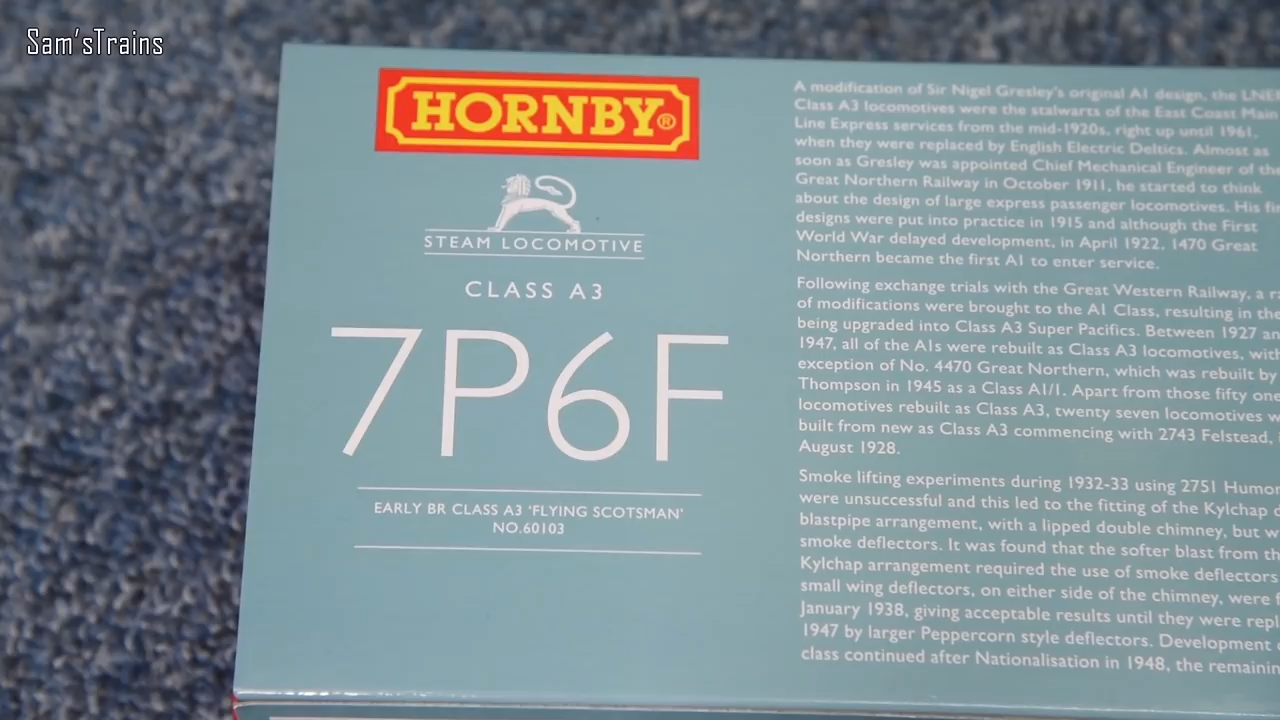 Sam'sTrains
HORNBY®
STEAM LOCOMOTIVE
CLASS A3
7P6F
EARLY BR CLASS A3 'FLYING SCOTSMAN'
NO.60103
A modification of Sir Nigel Gresley's original A1 design, the LNER
Class A3 locomotives were the stalwarts of the East Coast Main
Line Express services from the mid-1920s, right up until 1961,
when they were replaced by English Electric Deltics. Almost as
soon as Gresley was appointed Chief Mechanical Engineer of the
Great Northern Railway in October 1911, he started to think
about the design of large express passenger locomotives. His
designs were put into practice in 1915 and although the First
World War delayed development, in April 1922, 1470 Great
Northern became the first A1 to enter service.
Following exchange trials with the Great Western Railway, a
of modifications were brought to the A1 Class, resulting in the
being upgraded into Class A3 Super Pacifics. Between 1927
1947, all of the A1s were rebuilt as Class A3 locomotives, with
exception of No. 4470 Great Northern, which was rebuilt by
Thompson in 1945 as a Class A1/1. Apart from those fifty one
locomotives rebuilt as Class A3, twenty seven locomotives
built from new as Class A3 commencing with 2743 Felstead,
August 1928.
Smoke lifting experiments during 1932-33 using 2751
were unsuccessful and this led to the fitting of the Kylchap
blastpipe arrangement, with a lipped double chimney, but
smoke deflectors. It was found that the softer blast from
Kylchap arrangement required the use of smoke deflectors
small wing deflectors, on either side of the chimney, were
January 1938, giving acceptable results until they were
1947 by larger Peppercorn style deflectors. Development
class continued after Nationalisation in 1948, the